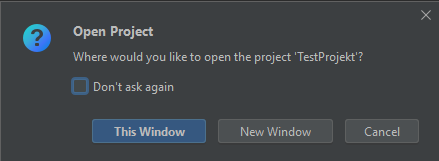 Open Project
Where would you like to open the project 'TestProjekt'?
Don't ask again
This Window
New Window
Cancel